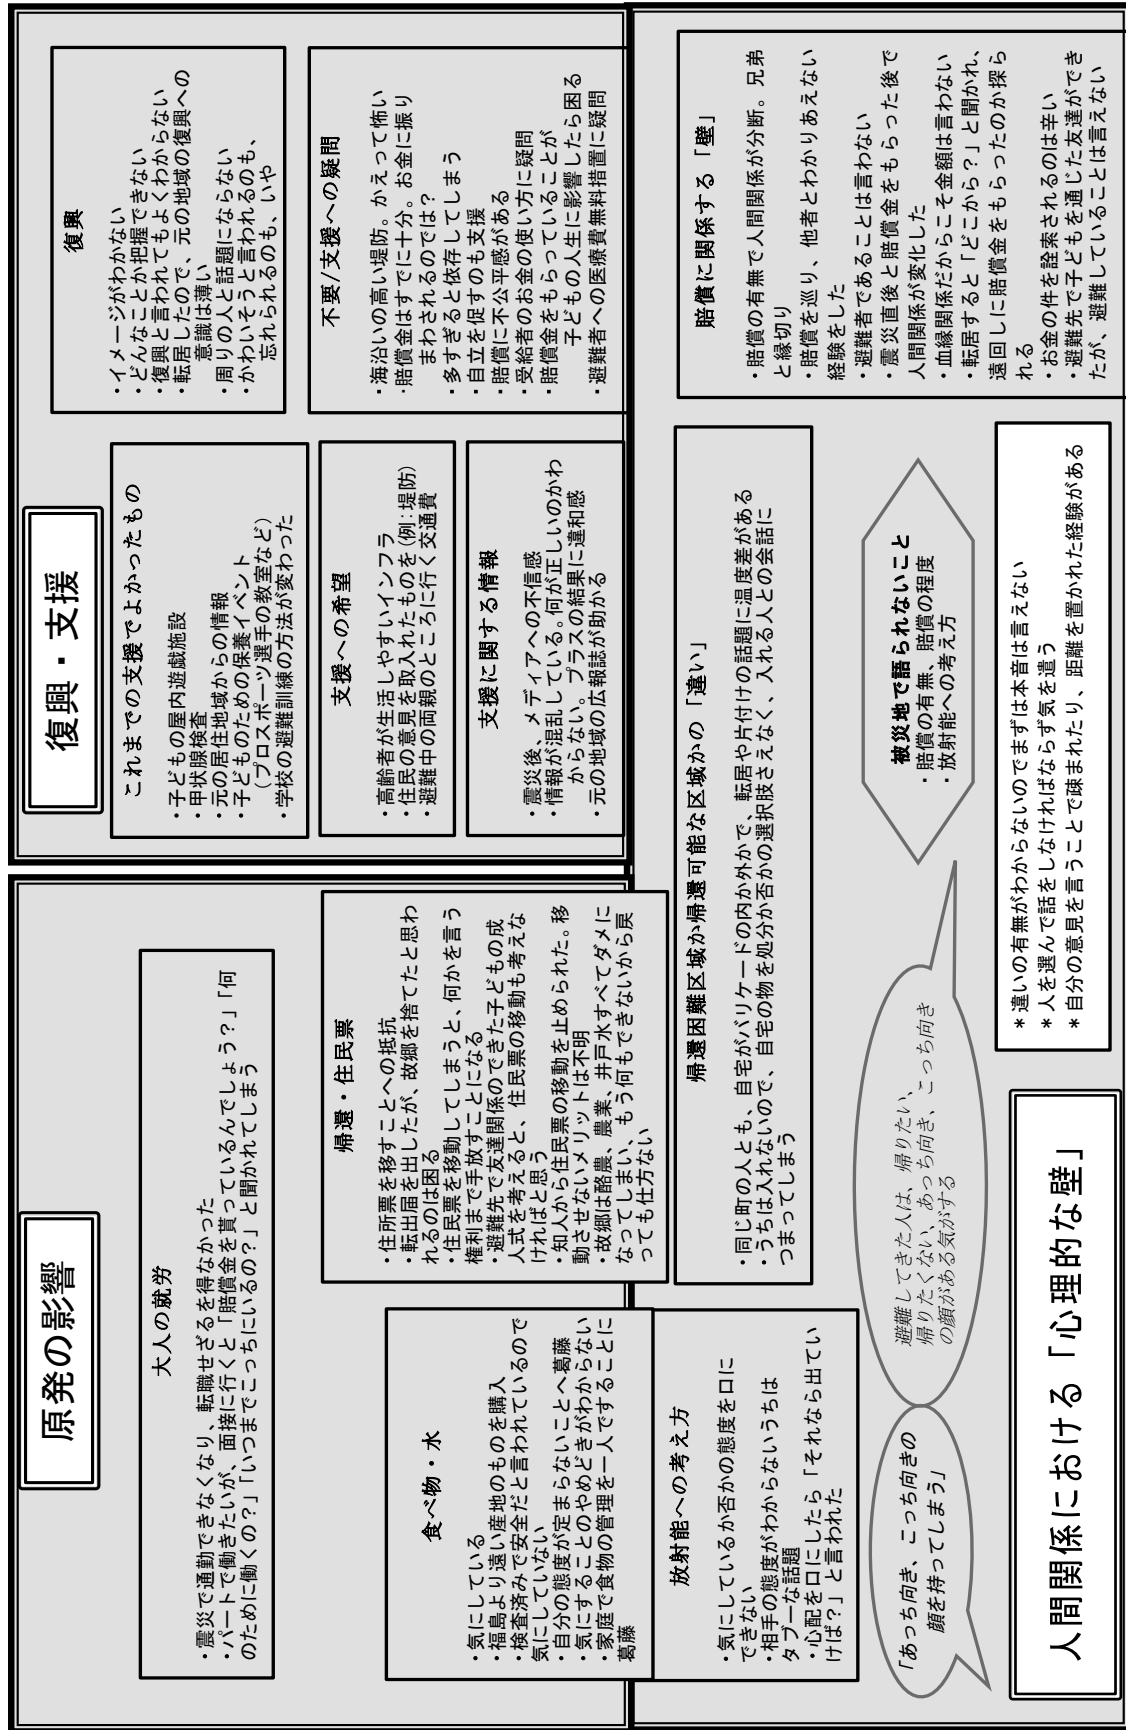 原発の影響
大人の就労
・震災で通勤できなくなり、転職せざるを得なかった
・パートで働きたいが、面接に行くと「賠償金を貰っているんでしょう？」「何
のために働くの？」「いつまでこっちにいるの？」と聞かれてしまう
食べ物・水
・気にしている
・福島より遠い産地のものを購入
・検査済みで安全だと言われているので
気にしていない
・自分の態度が定まらないことへ葛藤
・気にすることのやめどきがわからない
・家庭で食物の管理を一人ですることに
葛藤
帰還・住民票
・住所票を移すことへの抵抗
・転出届を出したが、故郷を捨てたと思わ
れるのは困る
・住民票を移動してしまうと、何かを言う
権利まで手放すことになる
・避難先で友達関係のできた子どもの成
人式を考えると、住民票の移動も考えな
ければと思う
・知人から住民票の移動を止められた。移
動させないメリットは不明
・故郷は酪農、農業、井戸水すべてダメに
なってしまい、もう何もできないから戻
っても仕方ない
復興・支援
これまでの支援でよかったもの
・子どもの屋内遊戯施設
・甲状腺検査
・元の居住地域からの情報
・子どものための保養イベント
（プロスポーツ選手の教室など）
・学校の避難訓練の方法が変わった
支援への希望
・高齢者が生活しやすいインフラ
・住民の意見を取入れたものを(例:堤防)
・避難中の両親のところに行く交通費
支援に関する情報
・震災後、メディアへの不信感
・情報が混乱している。何が正しいのかわ
からない。プラスの結果に違和感
・元の地域の広報誌が助かる
復興
・イメージがわかない
・どんなことか把握できない
・復興と言われてもよくわからない
・転居したので、元の地域の復興への
意識は薄い
・周りの人と話題にならない
・かわいそうと言われるのも、
忘れられるのも、いや
不要/支援への疑問
・海沿いの高い堤防。かえって怖い
・賠償金はすでに十分。お金に振り
まわされるのでは？
・多すぎると依存してしまう
・自立を促すのも支援
・賠償に不公平感がある
・受給者のお金の使い方に疑問
・賠償金をもらっていることが
子どもの人生に影響したら困る
・避難者への医療費無料措置に疑問
人間関係における「心理的な壁」
放射能への考え方
・気にしているか否かの態度を口に
できない
・相手の態度がわからないうちは
タブーな話題
・心配を口にしたら「それなら出てい
けば？」と言われた
「あっち向き、こっち向きの
顔を持ってしまう」
避難してきた人は、帰りたい、
帰りたくない、あっち向き、こっち向き
の顔がある気がする
帰還困難区域か帰還可能な区域かの「違い」
・同じ町の人とも、自宅がバリケードの内か外かで、転居や片付けの話題に温度差がある
・うちは入れないので、自宅の物を処分か否かの選択肢さえなく、入れる人との会話に
つまってしまう
被災地で語られないこと
・賠償の有無、賠償の程度
・放射能への考え方
＊違いの有無がわからないのでまずは本音は言えない
＊人を選んで話をしなければならず気を遣う
＊自分の意見を言うことで疎まれたり、距離を置かれた経験がある
賠償に関係する「壁」
・賠償の有無で人間関係が分断。兄弟
と縁切り
・賠償を巡り、他者とわかりあえない
経験をした
・避難者であることは言わない
・震災直後と賠償金をもらった後で
人間関係が変化した
・血縁関係だからこそ金額は言わない
・転居すると「どこから？」と聞かれ、
遠回しに賠償金をもらったのか探ら
れる
・お金の件を詮索されるのは辛い
・避難先で子どもを通じた友達ができ
たが、避難していることは言えない